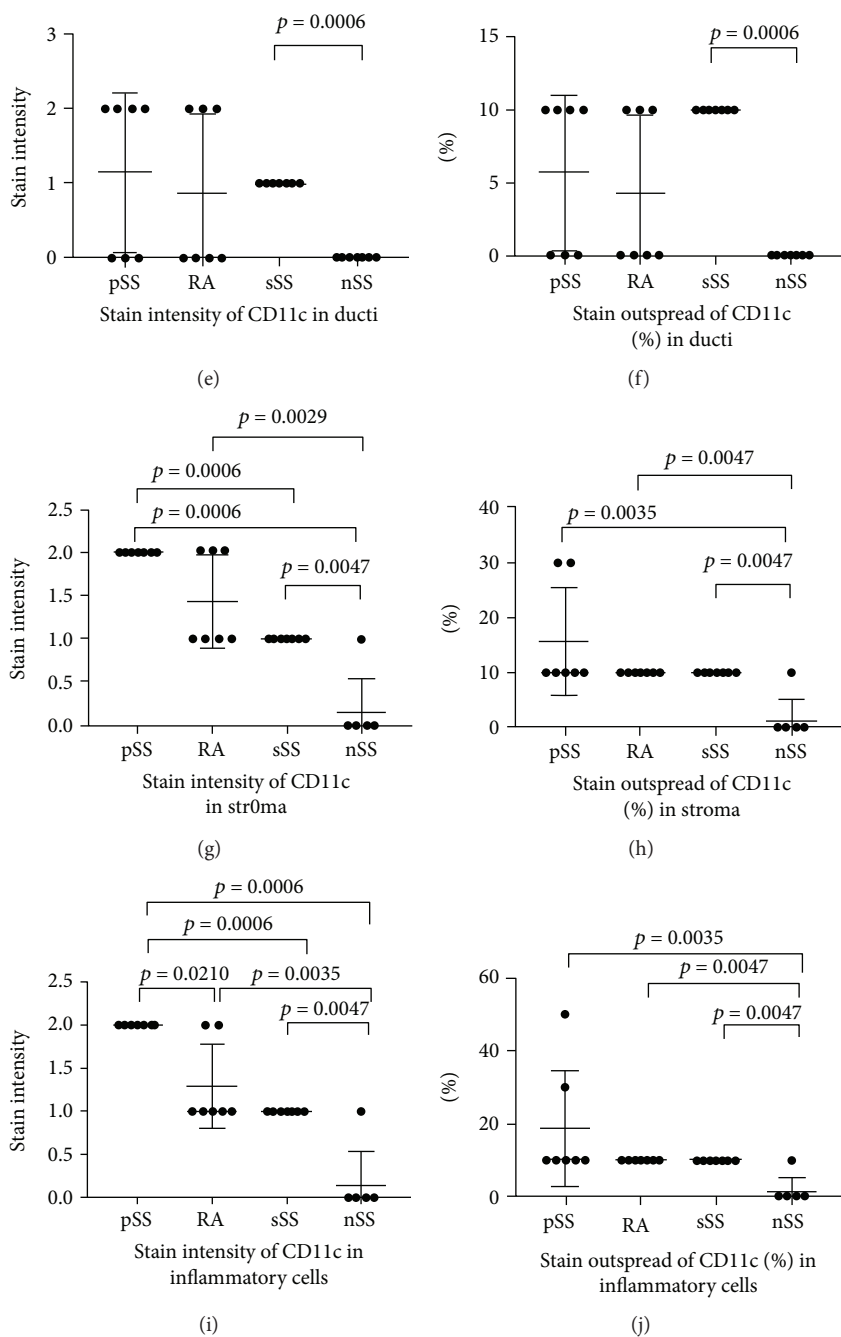 p = 0.0006
3
2
1
0
Stain intensity
pSS
RA
sSS
nSS
Stain intensity of CD11c in ducti
(e)
p = 0.0006
15
10
5
0
(%)
pSS
RA
sSS
nSS
Stain outspread of CD11c
(%) in ducti
(f)
p = 0.0029
p = 0.0006
p = 0.0006
p = 0.0047
2.5
2.0
1.5
1.0
0.5
0.0
Stain intensity
pSS
RA
sSS
nSS
Stain intensity of CD11c
in str0ma
(g)
p = 0.0047
p = 0.0035
p = 0.0047
40
30
20
10
0
(%)
pSS
RA
sSS
nSS
Stain outspread of CD11c
(%) in stroma
(h)
p = 0.0006
p = 0.0006
p = 0.0210
p = 0.0035
p = 0.0047
2.5
2.0
1.5
1.0
0.5
0.0
Stain intensity
pSS
RA
sSS
nSS
Stain intensity of CD11c in
inflammatory cells
(i)
p = 0.0035
p = 0.0047
p = 0.0047
60
40
20
0
(%)
pSS
RA
sSS
nSS
Stain outspread of CD11c (%) in
inflammatory cells
(j)